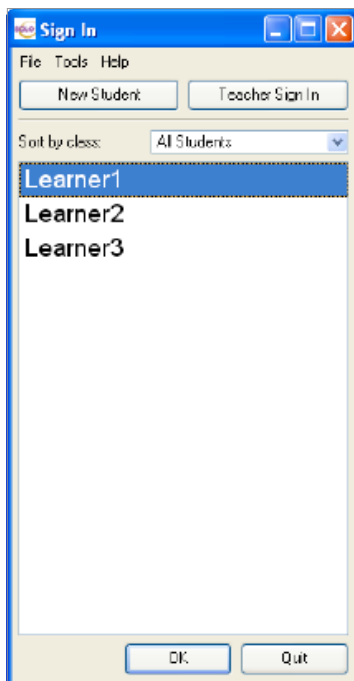 Sign In
File Tools Help
New Student Teacher Sign In
Sort by class: All Students
Learner1
Learner2
Learner3
OK Quit